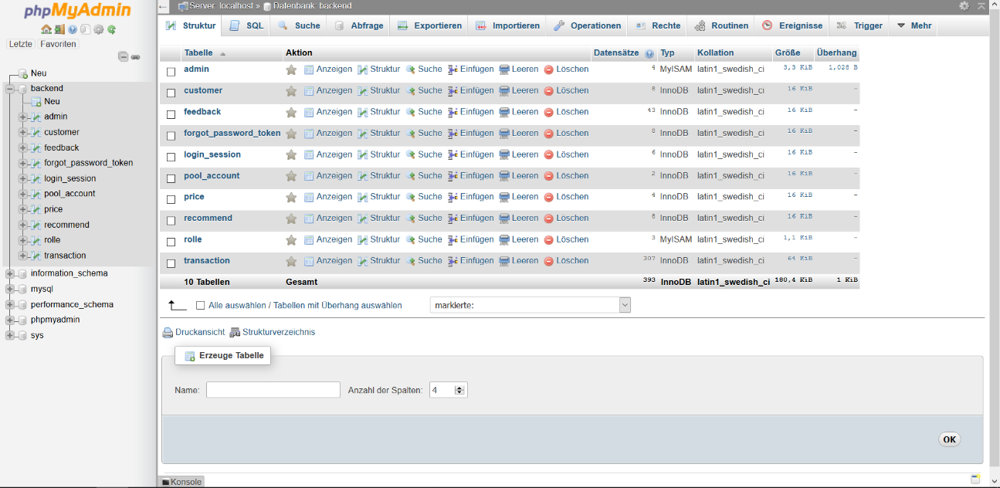 phpMyAdmin
Letzte Favoriten
Neu
backend
Neu
admin
customer
feedback
forgot_password_token
login_session
pool_account
price
recommend
rolle
transaction
information_schema
mysql
performance_schema
phpmyadmin
sys
Server: localhost » Datenbank: backend
Struktur SQL Suche Abfrage Exportieren Importieren Operationen Rechte Routinen Ereignisse Trigger Mehr
Tabelle Aktion Datensätze Typ Kollation Größe Überhang
admin Anzeigen Struktur Suche Einfügen Leeren Löschen 4 MyISAM latin1_swedish_ci 3,3 KiB 1,028 B
customer Anzeigen Struktur Suche Einfügen Leeren Löschen 8 InnoDB latin1_swedish_ci 16 KiB -
feedback Anzeigen Struktur Suche Einfügen Leeren Löschen 43 InnoDB latin1_swedish_ci 16 KiB -
forgot_password_token Anzeigen Struktur Suche Einfügen Leeren Löschen 8 InnoDB latin1_swedish_ci 16 KiB -
login_session Anzeigen Struktur Suche Einfügen Leeren Löschen 6 InnoDB latin1_swedish_ci 16 KiB -
pool_account Anzeigen Struktur Suche Einfügen Leeren Löschen 2 InnoDB latin1_swedish_ci 16 KiB -
price Anzeigen Struktur Suche Einfügen Leeren Löschen 4 InnoDB latin1_swedish_ci 16 KiB -
recommend Anzeigen Struktur Suche Einfügen Leeren Löschen 8 InnoDB latin1_swedish_ci 16 KiB -
rolle Anzeigen Struktur Suche Einfügen Leeren Löschen 3 MyISAM latin1_swedish_ci 1,1 KiB -
transaction Anzeigen Struktur Suche Einfügen Leeren Löschen 307 InnoDB latin1_swedish_ci 64 KiB -
10 Tabellen Gesamt 393 InnoDB latin1_swedish_ci 180,4 KiB 1 KiB
Alle auswählen / Tabellen mit Überhang auswählen markierte:
Druckansicht Strukturverzeichnis
Erzeuge Tabelle
Name: Anzahl der Spalten: 4
OK
Konsole